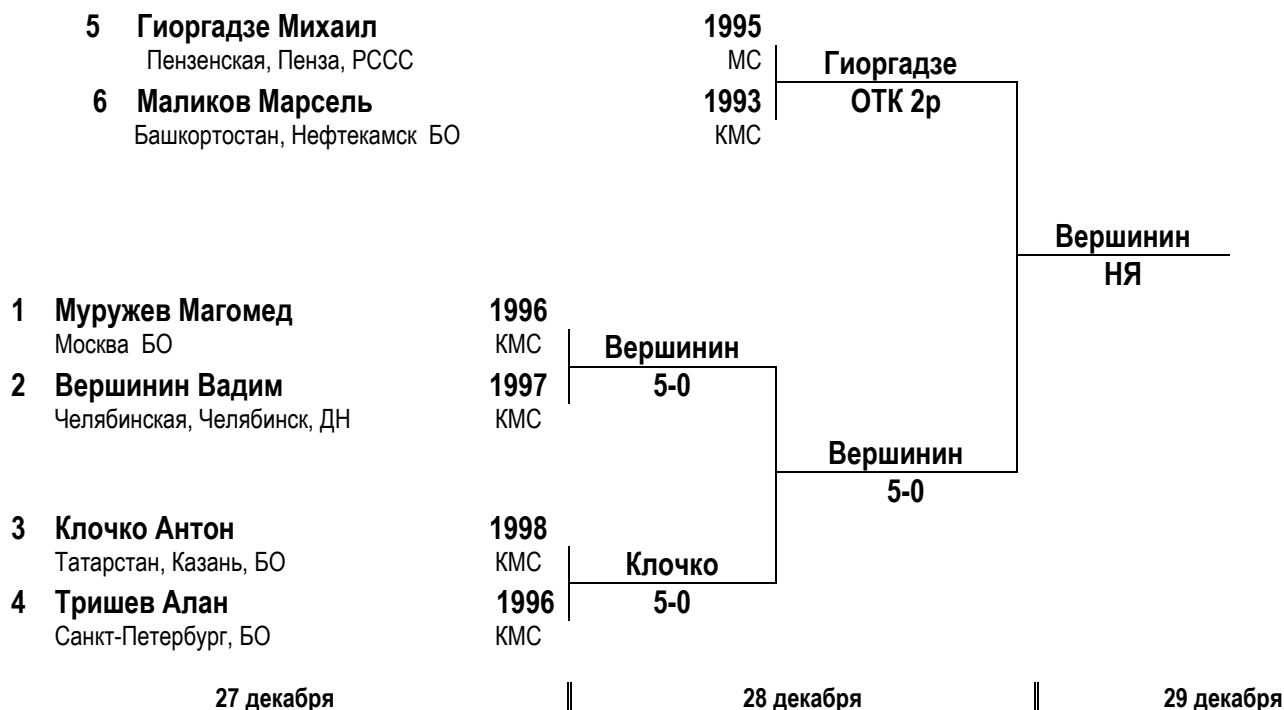 5 Гиоргадзе Михаил 1995
Пензенская, Пенза, РССС МС
Гиоргадзе
6 Маликов Марсель 1993
ОТК 2р
Башкортостан, Нефтекамск БО КМС
Вершинин
НЯ
1 Муружев Магомед 1996
Москва БО КМС
Вершинин
2 Вершинин Вадим 1997
5-0
Челябинская, Челябинск, ДН КМС
Вершинин
5-0
3 Клочко Антон 1998
Татарстан, Казань, БО КМС
Клочко
4 Тришев Алан 1996
5-0
Санкт-Петербург, БО КМС
27 декабря 28 декабря 29 декабря